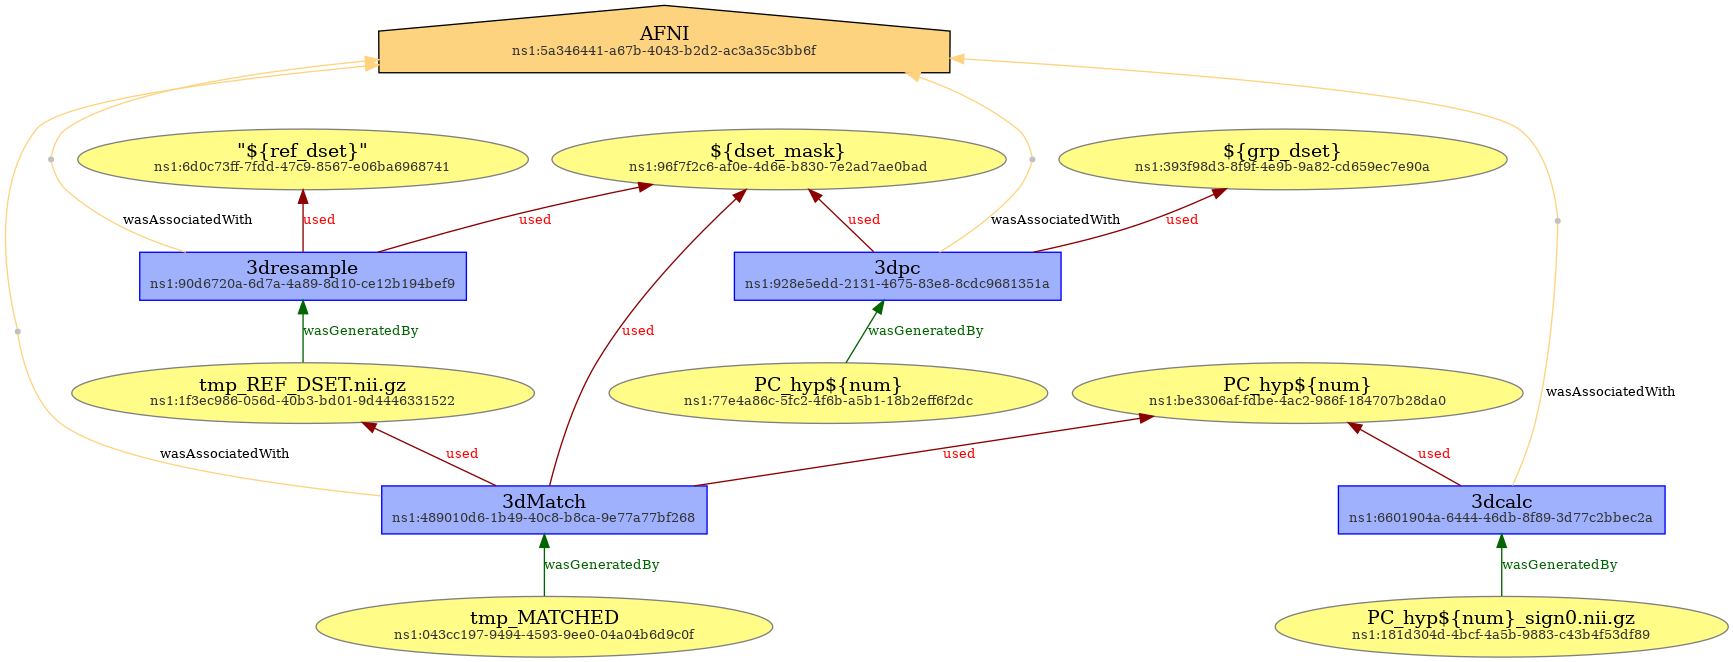 AFNI
ns1:5a346441-a67b-4043-b2d2-ac3a35c3bb6f
"${ref_dset}"
ns1:6d0c73ff-7fdd-47c9-8567-e06ba6968741
${dset_mask}
ns1:96f7f2c6-af0e-4d6e-b830-7e2ad7ae0bad
${grp_dset}
ns1:393f98d3-8f9f-4e9b-9a82-cd659ec7e90a
wasAssociatedWith
used
used
used
wasAssociatedWith
used
3dresample
ns1:90d6720a-6d7a-4a89-8d10-ce12b194bef9
3dpc
ns1:928e5edd-2131-4675-83e8-8cdc9681351a
wasGeneratedBy
used
wasGeneratedBy
tmp_REF_DSET.nii.gz
ns1:1f3ec986-056d-40b3-bd01-9d4446331522
PC_hyp${num}
ns1:77e4a86c-5fc2-4f6b-a5b1-18b2eff6f2dc
PC_hyp${num}
ns1:be3306af-fdbe-4ac2-986f-184707b28da0
wasAssociatedWith
wasAssociatedWith
used
used
used
3dMatch
ns1:489010d6-1b49-40c8-b8ca-9e77a77bf268
3dcalc
ns1:6601904a-6444-46db-8f89-3d77c2bbec2a
wasGeneratedBy
wasGeneratedBy
tmp_MATCHED
ns1:043cc197-9494-4593-9ee0-04a04b6d9c0f
PC_hyp${num}_sign0.nii.gz
ns1:181d304d-4bcf-4a5b-9883-c43b4f53df89